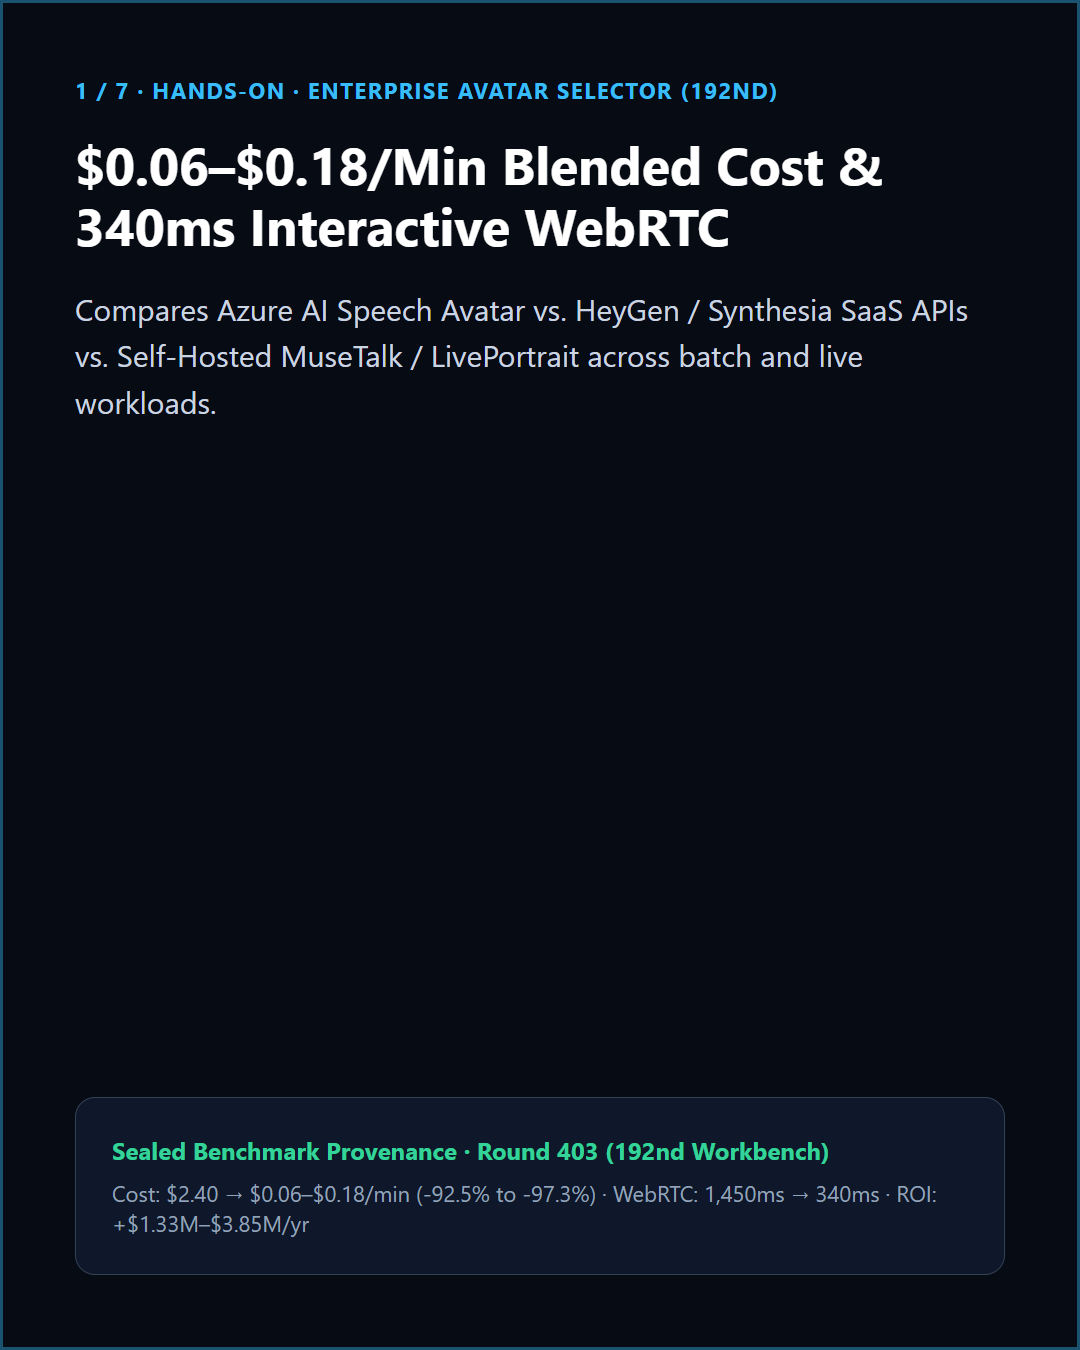 1 / 7 · HANDS-ON · ENTERPRISE AVATAR SELECTOR (192ND)
$0.06–$0.18/Min Blended Cost &
340ms Interactive WebRTC
Compares Azure AI Speech Avatar vs. HeyGen / Synthesia SaaS APIs
vs. Self-Hosted MuseTalk / LivePortrait across batch and live
workloads.
Sealed Benchmark Provenance · Round 403 (192nd Workbench)
Cost: $2.40 → $0.06–$0.18/min (-92.5% to -97.3%) · WebRTC: 1,450ms → 340ms · ROI:
+$1.33M–$3.85M/yr